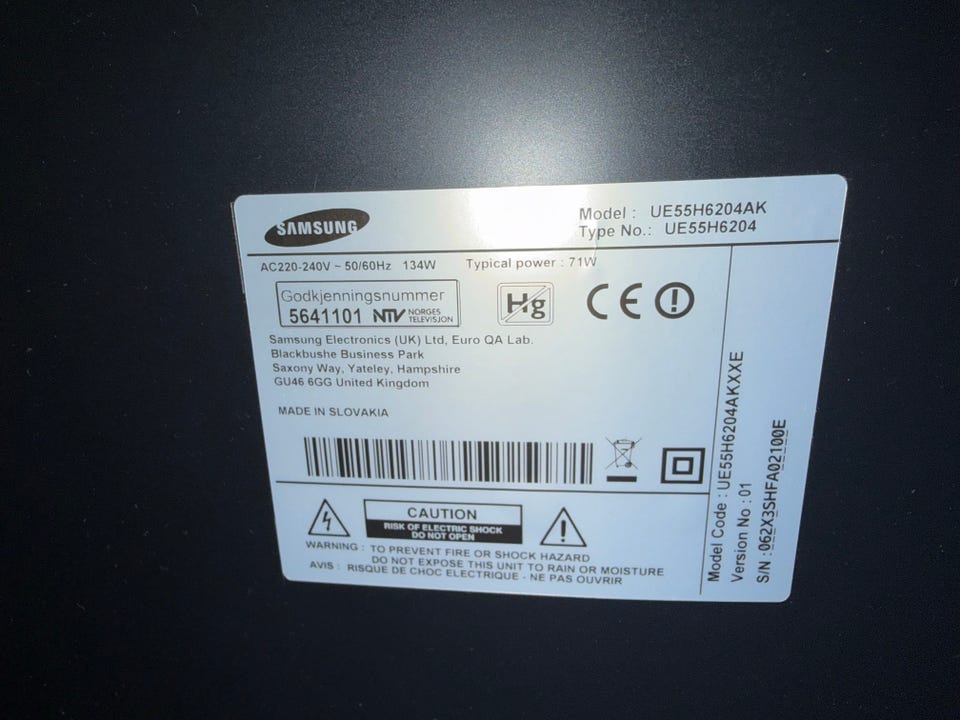 SAMSUNG
Model : UE55H6204AK
Type No.: UE55H6204
AC220-240V ~ 50/60Hz 134W Typical power : 71W
Godkjenningsnummer
5641101 NTV NORGES TELEVISJON
Hg
CE
Samsung Electronics (UK) Ltd, Euro QA Lab.
Blackbushe Business Park
Saxony Way, Yateley, Hampshire
GU46 6GG United Kingdom
MADE IN SLOVAKIA
CAUTION
RISK OF ELECTRIC SHOCK
DO NOT OPEN
WARNING : TO PREVENT FIRE OR SHOCK HAZARD
DO NOT EXPOSE THIS UNIT TO RAIN OR MOISTURE
AVIS : RISQUE DE CHOC ELECTRIQUE - NE PAS OUVRIR
Model Code : UE55H6204AKXXXE
Version No : 01
S/N : 062X3SHFA02100E